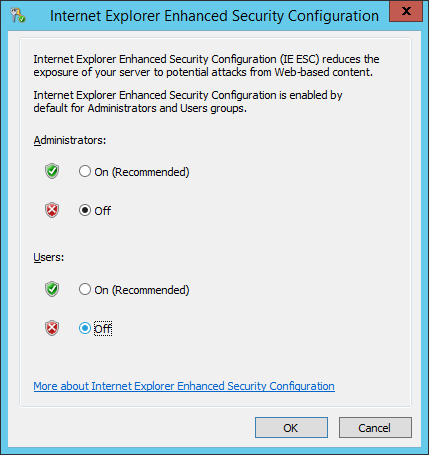 Internet Explorer Enhanced Security Configuration
x
Internet Explorer Enhanced Security Configuration (IE ESC) reduces the
exposure of your server to potential attacks from Web-based content.
Internet Explorer Enhanced Security Configuration is enabled by
default for Administrators and Users groups.
Administrators:
On (Recommended)
Off
Users:
On (Recommended)
Off
More about Internet Explorer Enhanced Security Configuration
OK Cancel